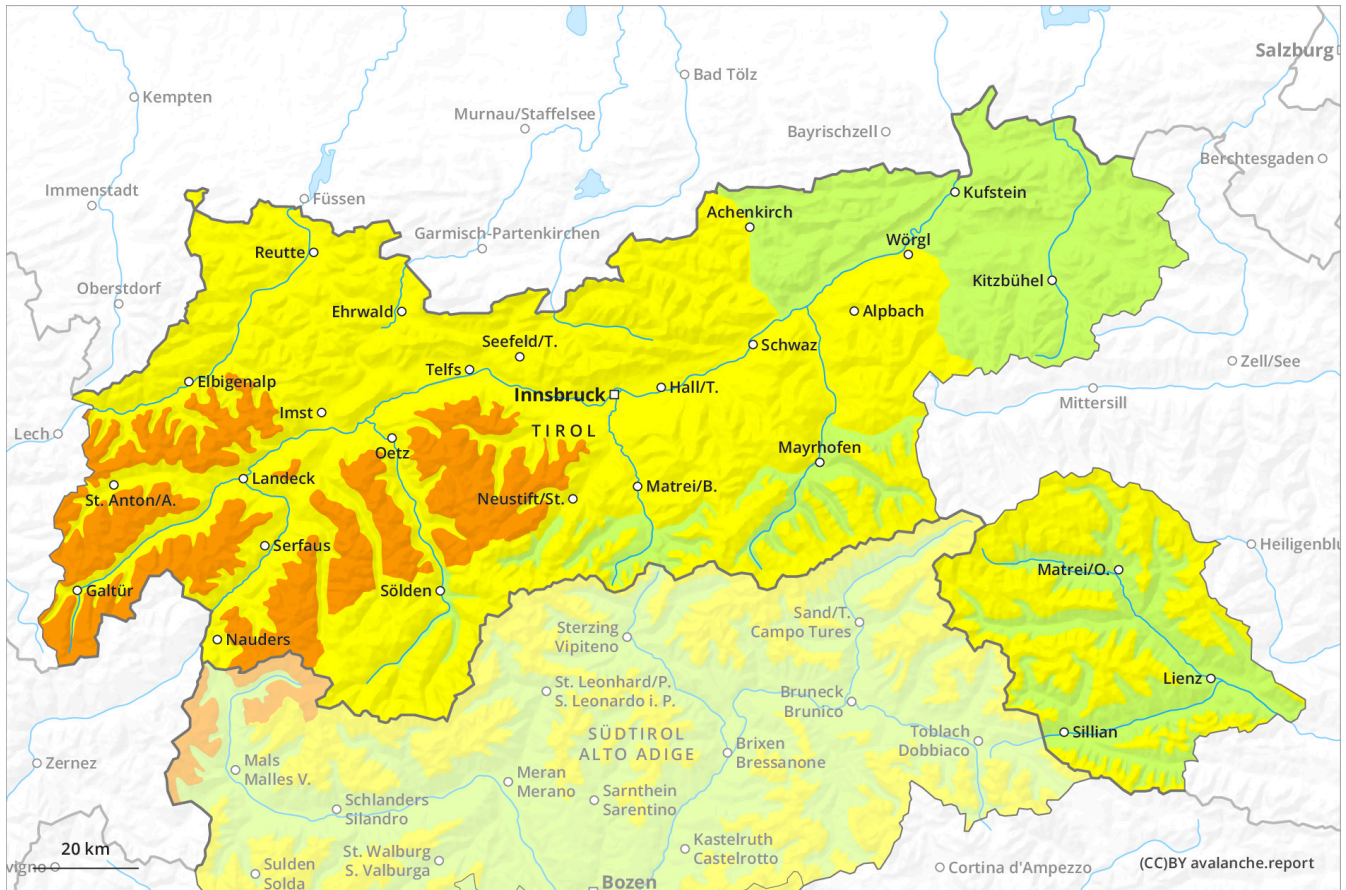 Salzburg
Bad Tölz
Kempten
Murnau/Staffelsee
Bayrischzell
Berchtesgaden
Immenstadt
Füssen
Kufstein
Achenkirch
Garmisch-Partenkirchen
Wörgl
Reutte
Kitzbühel
Oberstdorf
Ehrwald
Alpbach
Seefeld/T.
Schwaz
Zell/See
Telfs
Elbigenalp
Hall/T.
Innsbruck
Mittersill
Imst
Lech
TIROL
Oetz
Mayrhofen
Landeck
Matrei/B.
St. Anton/A.
Neustift/St.
Serfaus
Heiligenblu
Matrei/O.
Galtür
Sölden
Sand/T.
Campo Tures
Sterzing
Vipiteno
Nauders
Lienz
St. Leonhard/P.
S. Leonardo i. P.
Bruneck
Brunico
Toblach
Dobbiaco
Sillian
SÜDTIROL
ALTO ADIGE
Brixen
Bressanone
Zernez
Mals
Malles V.
Meran
Merano
Sarnthein
Sarentino
Schlanders
Silandro
Kastelruth
Castelrotto
20 km
St. Walburg
S. Valburga
vigno
Sulden
Solda
Cortina d'Ampezzo
(CC)BY avalanche.report
Bozen